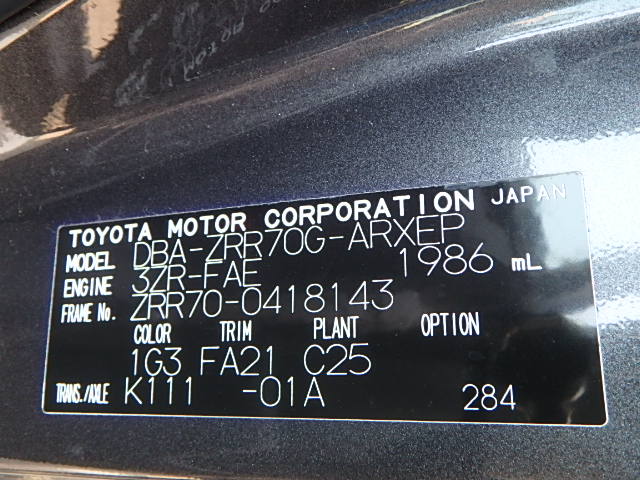 TOYOTA MOTOR CORPORATION JAPAN
MODEL DBA-ZRR70G-ARXEP
ENGINE 3ZR-FAE 1986 mL
FRAME No. ZRR70-0418143
COLOR TRIM PLANT OPTION
1G3 FA21 C25
TRANS./AXLE K111 -01A 284